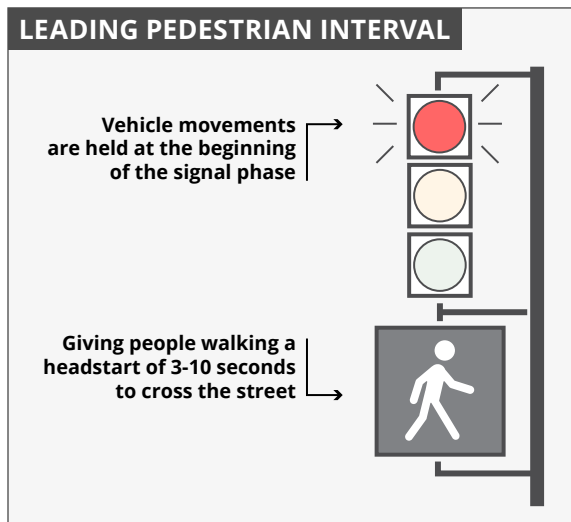 LEADING PEDESTRIAN INTERVAL
Vehicle movements
are held at the beginning
of the signal phase
Giving people walking a
headstart of 3-10 seconds
to cross the street